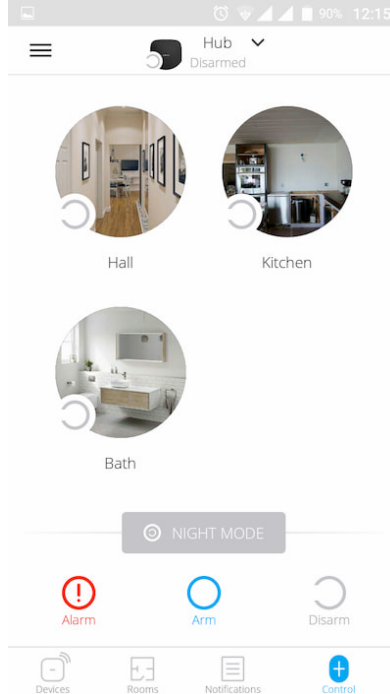 90% 12:15
Hub
Disarmed
Hall
Kitchen
Bath
NIGHT MODE
Alarm
Arm
Disarm
Devices
Rooms
Notifications
Control